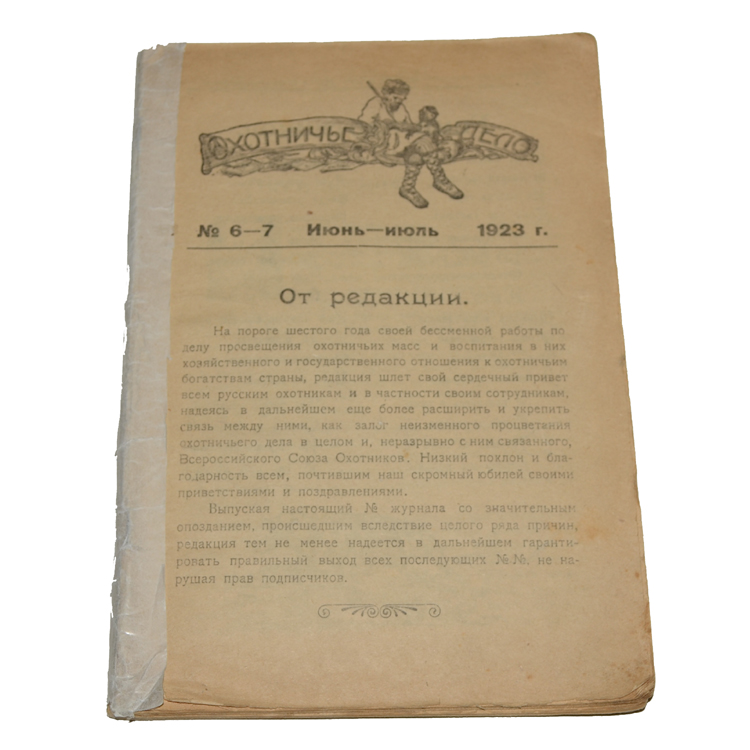 ОХОТНИЧЬЕ ДЕЛО
№ 6—7 Июнь—июль 1923 г.
От редакции.
На пороге шестого года своей бессменной работы по
делу просвещения охотничьих масс и воспитания в них
хозяйственного и государственного отношения к охотничьим
богатствам страны, редакция шлет свой сердечный привет
всем русским охотникам и в частности своим сотрудникам,
надеясь в дальнейшем еще более расширить и укрепить
связь между ними, как залог неизменного процветания
охотничьего дела в целом и, неразрывно с ним связанного,
Всероссийского Союза Охотников. Низкий поклон и бла-
годарность всем, почтившим наш скромный юбилей своими
приветствиями и поздравлениями.
Выпуская настоящий № журнала со значительным
опозданием, происшедшим вследствие целого ряда причин,
редакция тем не менее надеется в дальнейшем гаранти-
ровать правильный выход всех последующих №№, не на-
рушая прав подписчиков.